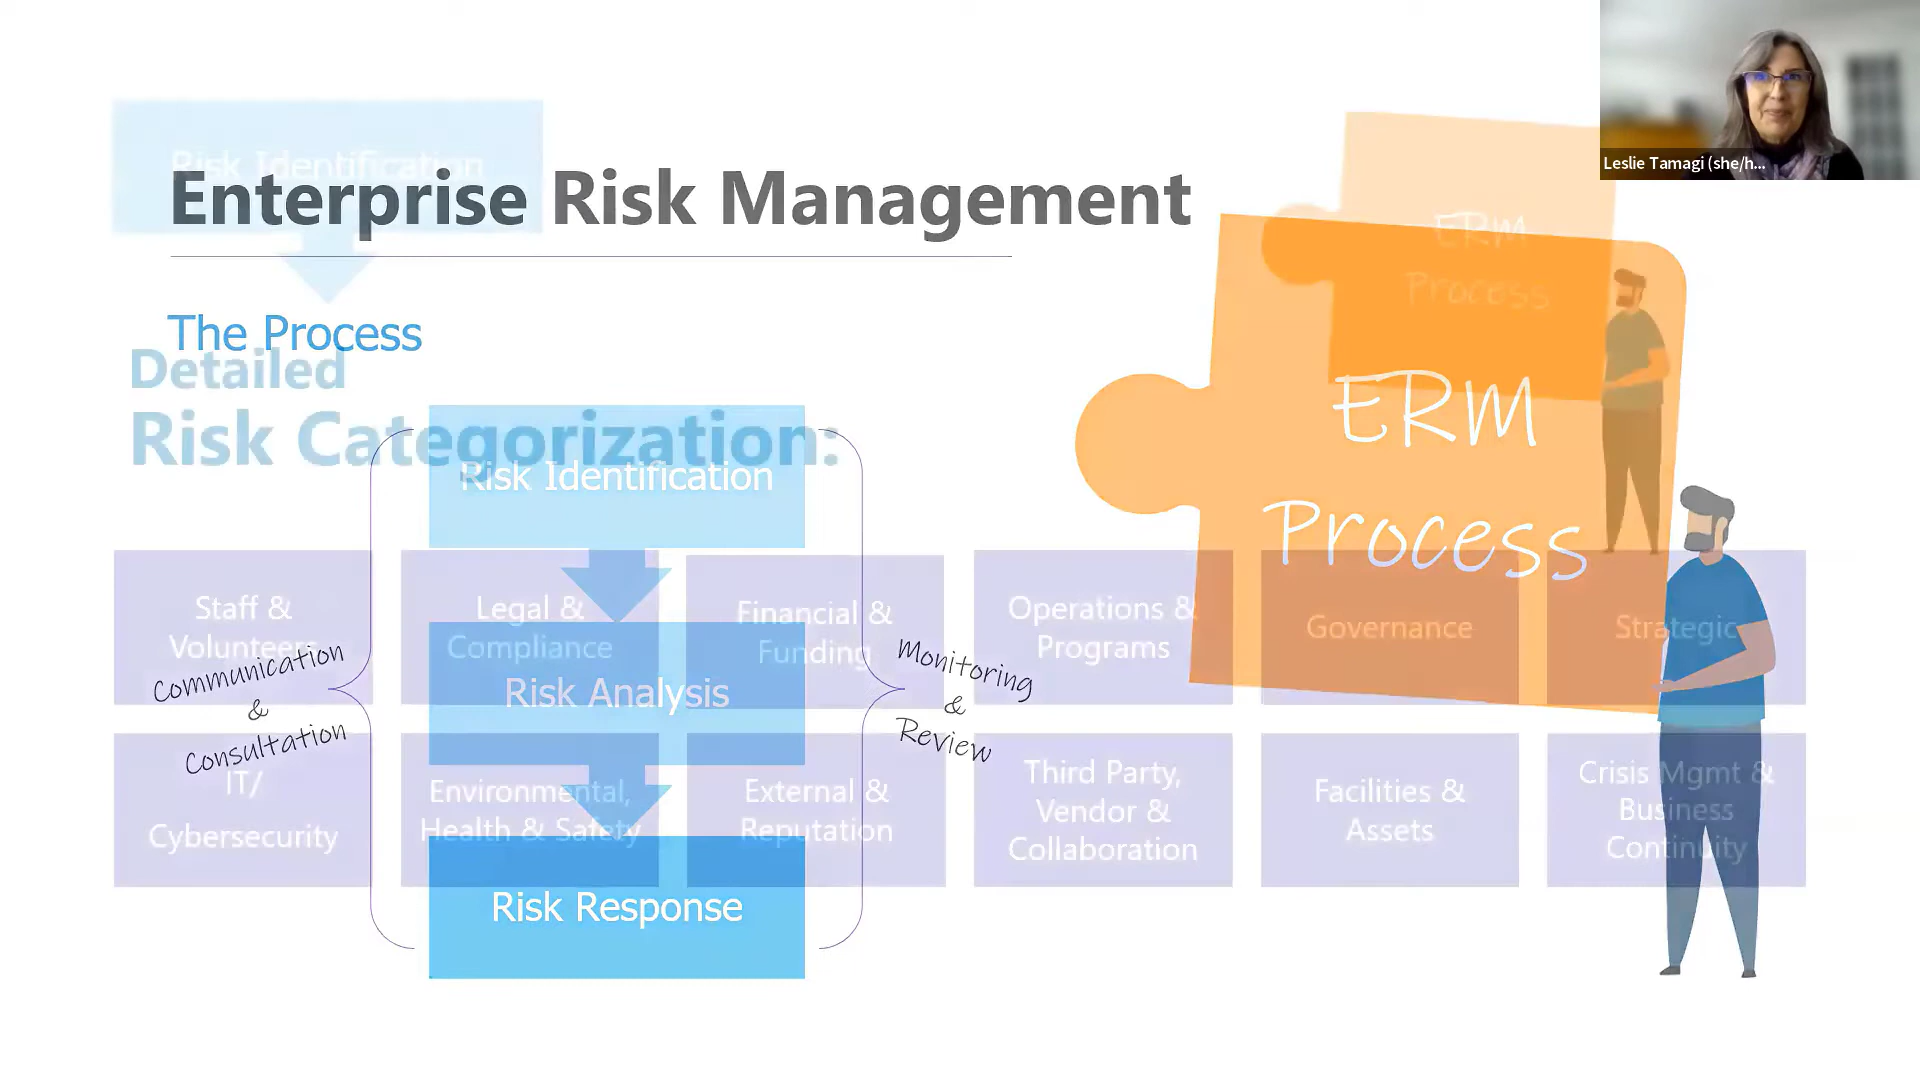 Leslie Tamagi (she/h...
Risk Identification
Enterprise Risk Management
ERM
Process
The Process
Detailed
Risk Categorization:
ERM
Process
Risk Identification
Risk Analysis
Risk Response
Communication
&
Consultation
Monitoring
&
Review
Staff &
Volunteers
Legal &
Compliance
Financial &
Funding
Operations &
Programs
Governance
Strategic
IT/
Cybersecurity
Environmental,
Health & Safety
External &
Reputation
Third Party,
Vendor &
Collaboration
Facilities &
Assets
Crisis Mgmt &
Business
Continuity